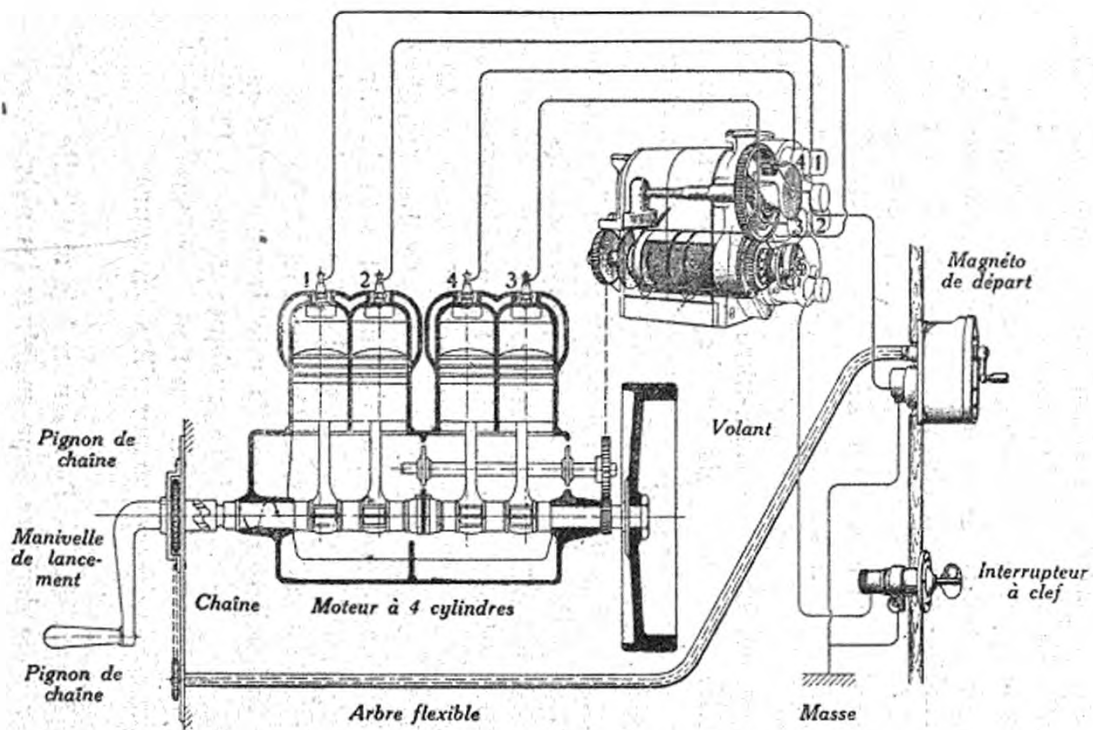 4 1
3 2
1 2 4 3
Magnéto
de départ
Volant
Pignon de
chaîne
Manivelle
de lance-
ment
Chaîne
Moteur à 4 cylindres
Interrupteur
à clef
Pignon de
chaîne
Arbre flexible
Masse